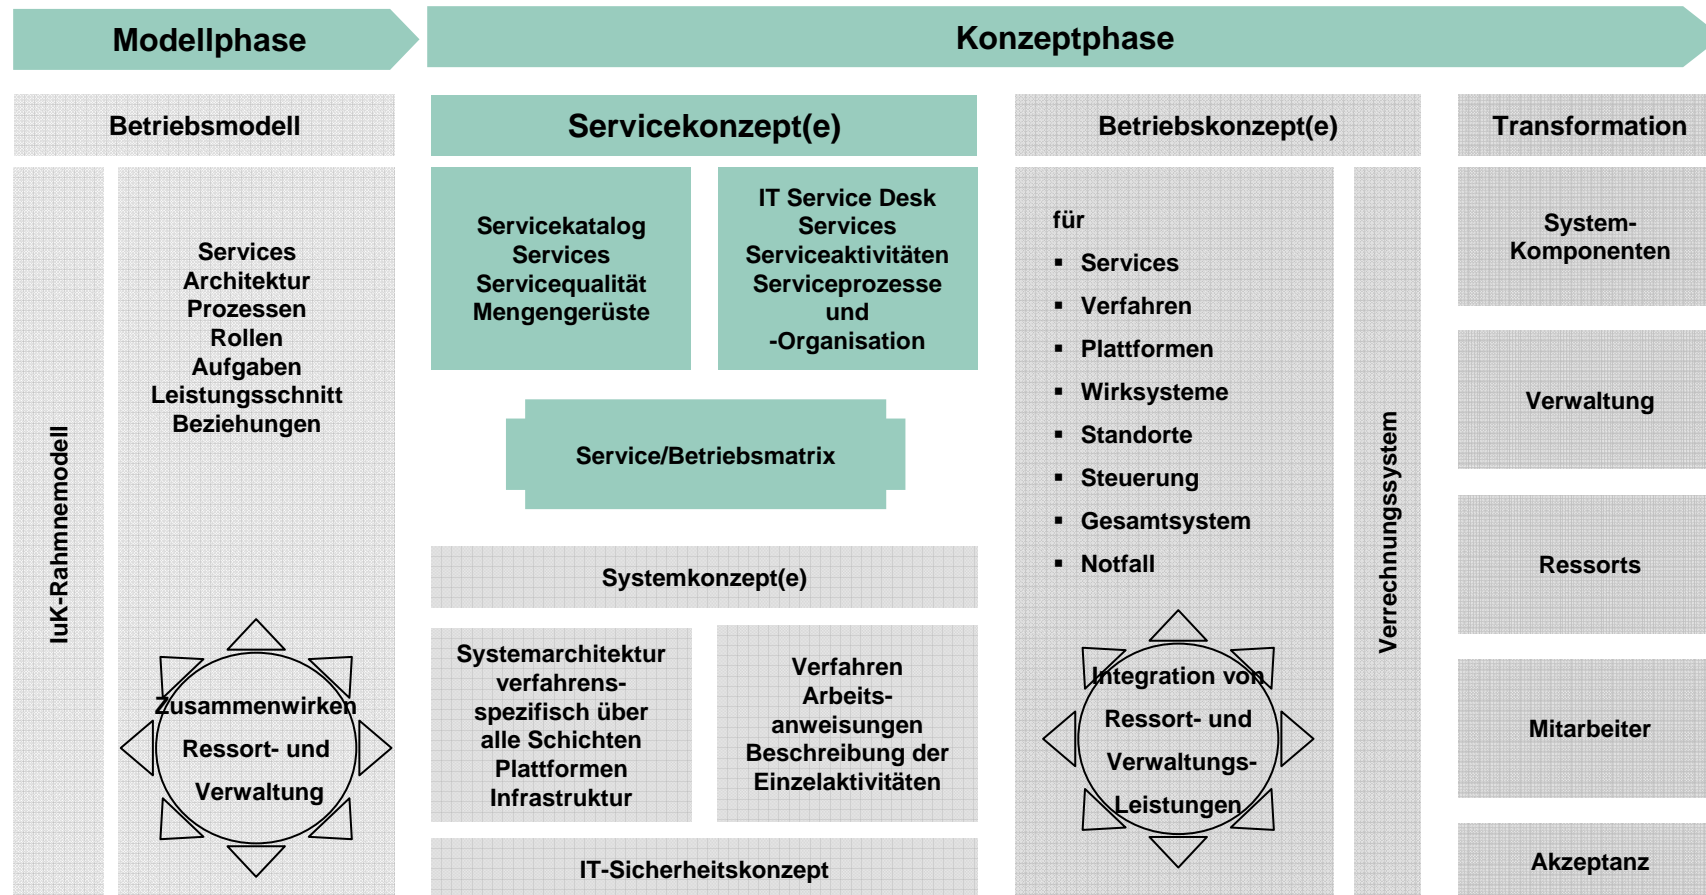 Modellphase
Konzeptphase
Betriebsmodell
Servicekonzept(e)
Betriebskonzept(e)
Transformation
IuK-Rahmnemodell
Services
Architektur
Prozessen
Rollen
Aufgaben
Leistungsschnitt
Beziehungen
Zusammenwirken
Ressort- und
Verwaltung
Servicekatalog
Services
Servicequalität
Mengengerüste
IT Service Desk
Services
Serviceaktivitäten
Serviceprozesse
und
-Organisation
Service/Betriebsmatrix
Systemkonzept(e)
Systemarchitektur
verfahrens-
spezifisch über
alle Schichten
Plattformen
Infrastruktur
Verfahren
Arbeits-
anweisungen
Beschreibung der
Einzelaktivitäten
IT-Sicherheitskonzept
für
▪ Services
▪ Verfahren
▪ Plattformen
▪ Wirksysteme
▪ Standorte
▪ Steuerung
▪ Gesamtsystem
▪ Notfall
Integration von
Ressort- und
Verwaltungs-
Leistungen
Verrechnungssystem
System-
Komponenten
Verwaltung
Ressorts
Mitarbeiter
Akzeptanz